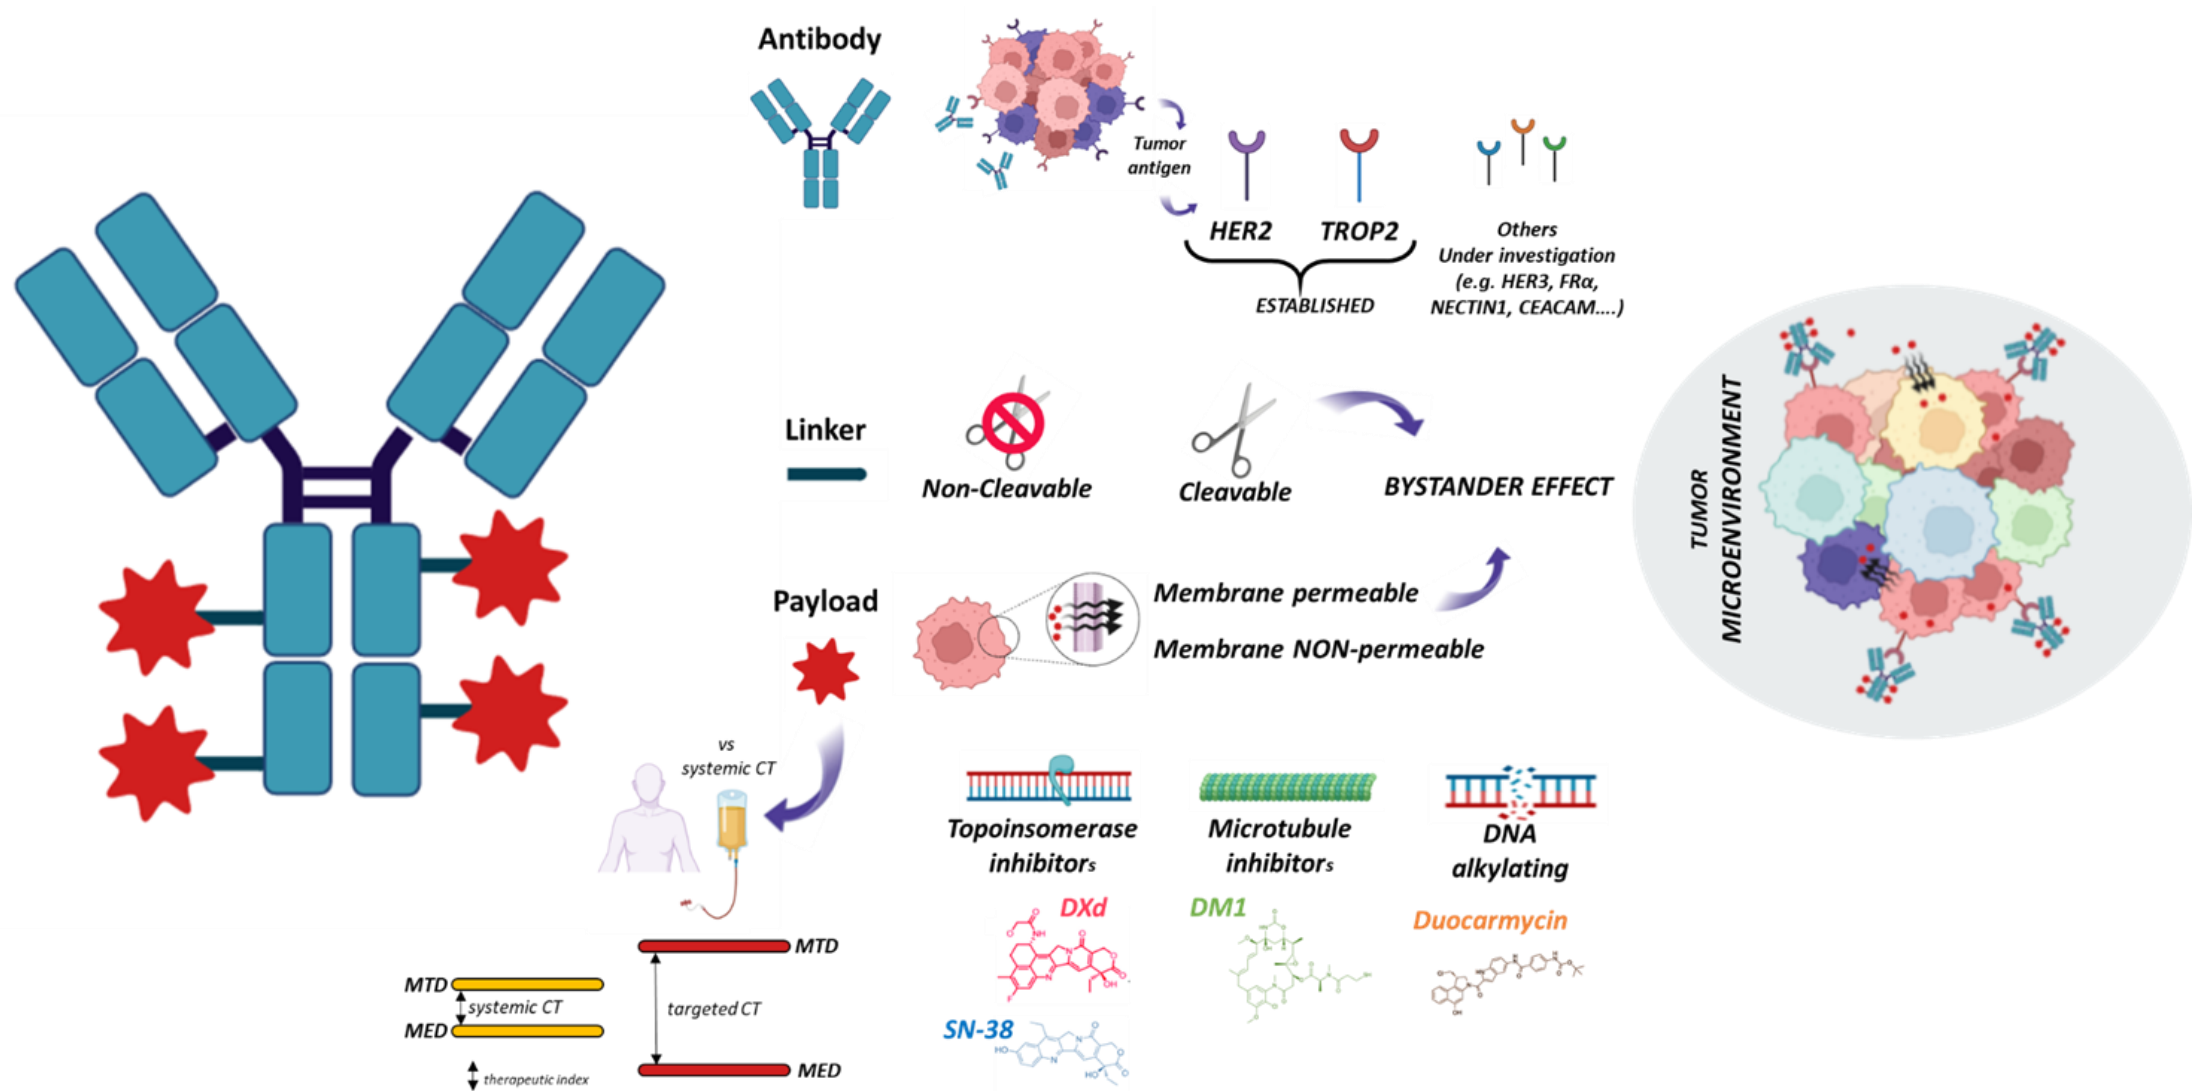 Antibody
Tumor
antigen
HER2
TROP2
ESTABLISHED
Others
Under investigation
(e.g. HER3, FRα,
NECTIN1, CEACAM....)
Linker
Non-Cleavable
Cleavable
BYSTANDER EFFECT
TUMOR
MICROENVIRONMENT
Payload
Membrane permeable
Membrane NON-permeable
vs
systemic CT
Topoinsomerase
inhibitors
Microtubule
inhibitors
DNA
alkylating
DXd
DM1
Duocarmycin
SN-38
MTD
systemic CT
MED
therapeutic index
MTD
targeted CT
MED